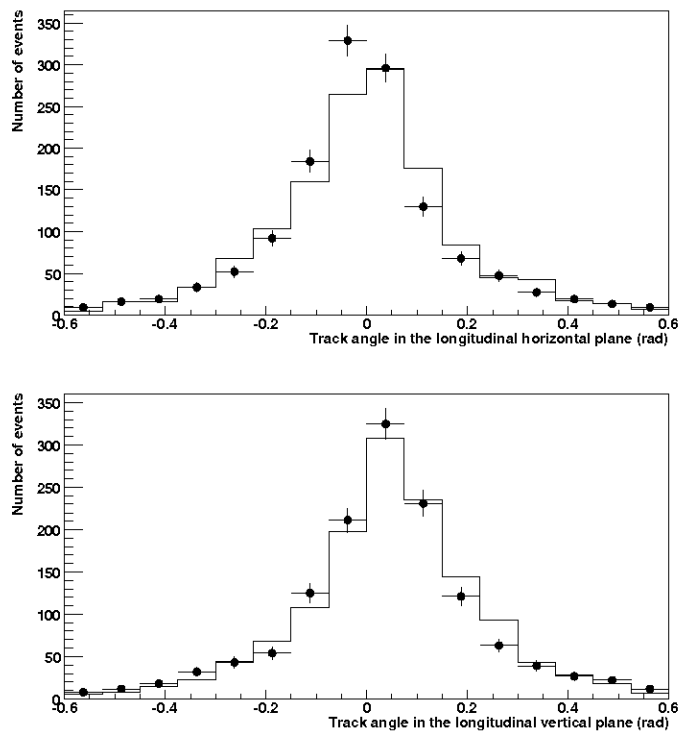 Number of events
350
300
250
200
150
100
50
0
-0.6 -0.4 -0.2 0 0.2 0.4 0.6
Track angle in the longitudinal horizontal plane (rad)
Number of events
350
300
250
200
150
100
50
0
-0.6 -0.4 -0.2 0 0.2 0.4 0.6
Track angle in the longitudinal vertical plane (rad)